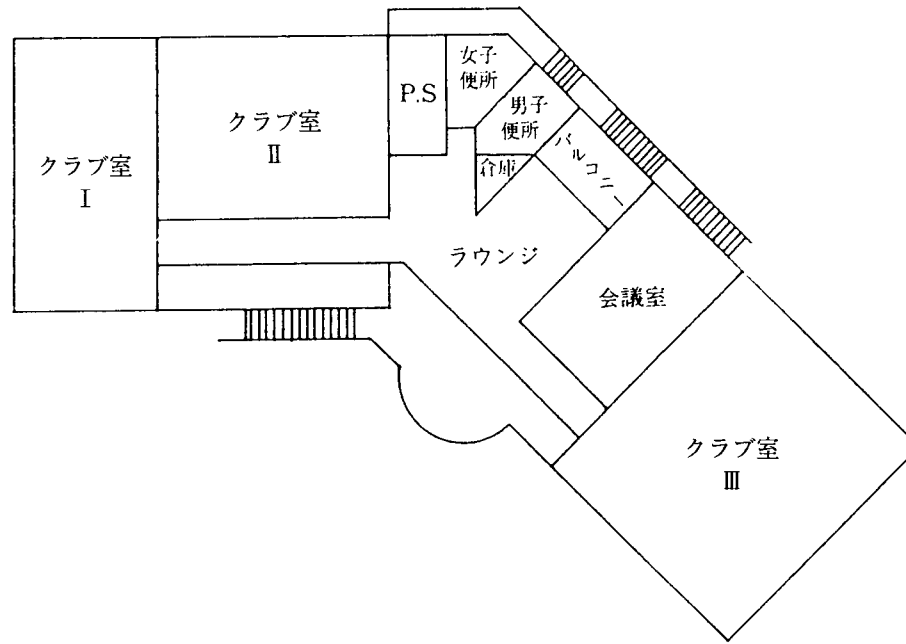 クラブ室
Ⅰ
クラブ室
Ⅱ
P.S
女子
便所
男子
便所
倉庫
バルコニー
ラウンジ
会議室
クラブ室
Ⅲ